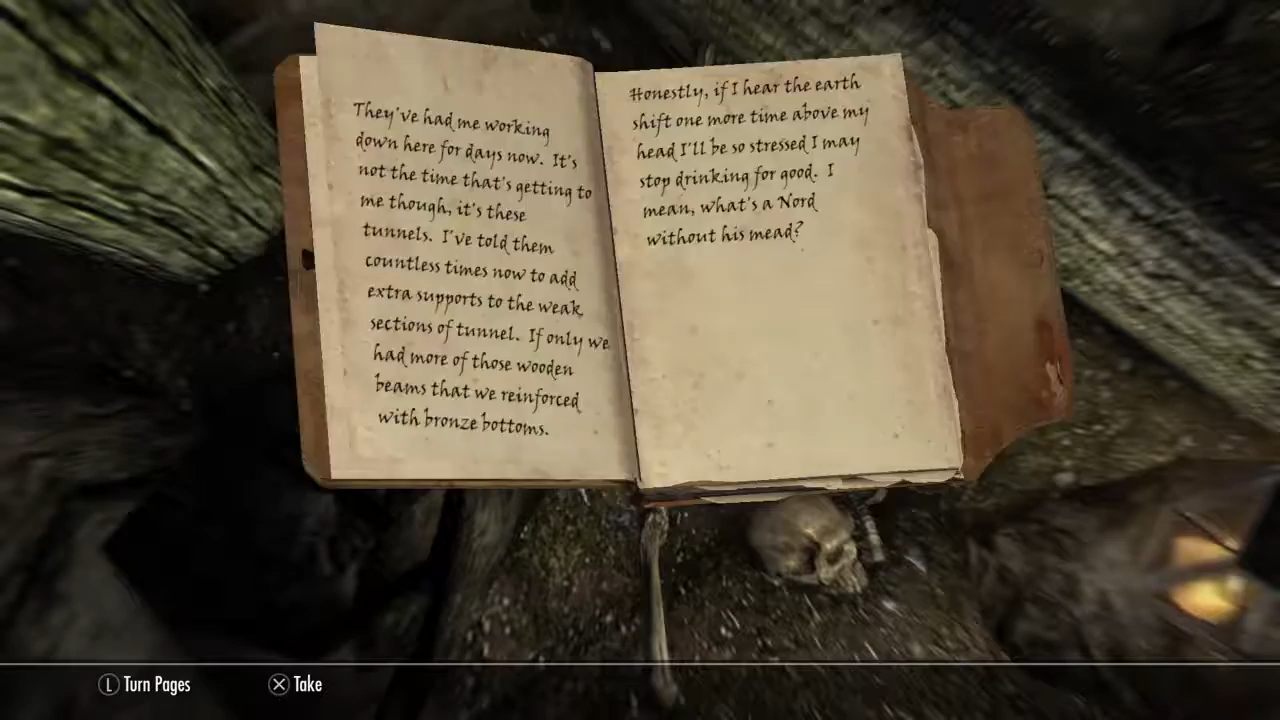 They've had me working
down here for days now. It's
not the time that's getting to
me though, it's these
tunnels. I've told them
countless times now to add
extra supports to the weak
sections of tunnel. If only we
had more of those wooden
beams that we reinforced
with bronze bottoms.
Honestly, if I hear the earth
shift one more time above my
head I'll be so stressed I may
stop drinking for good. I
mean, what's a Nord
without his mead?
L Turn Pages
X Take